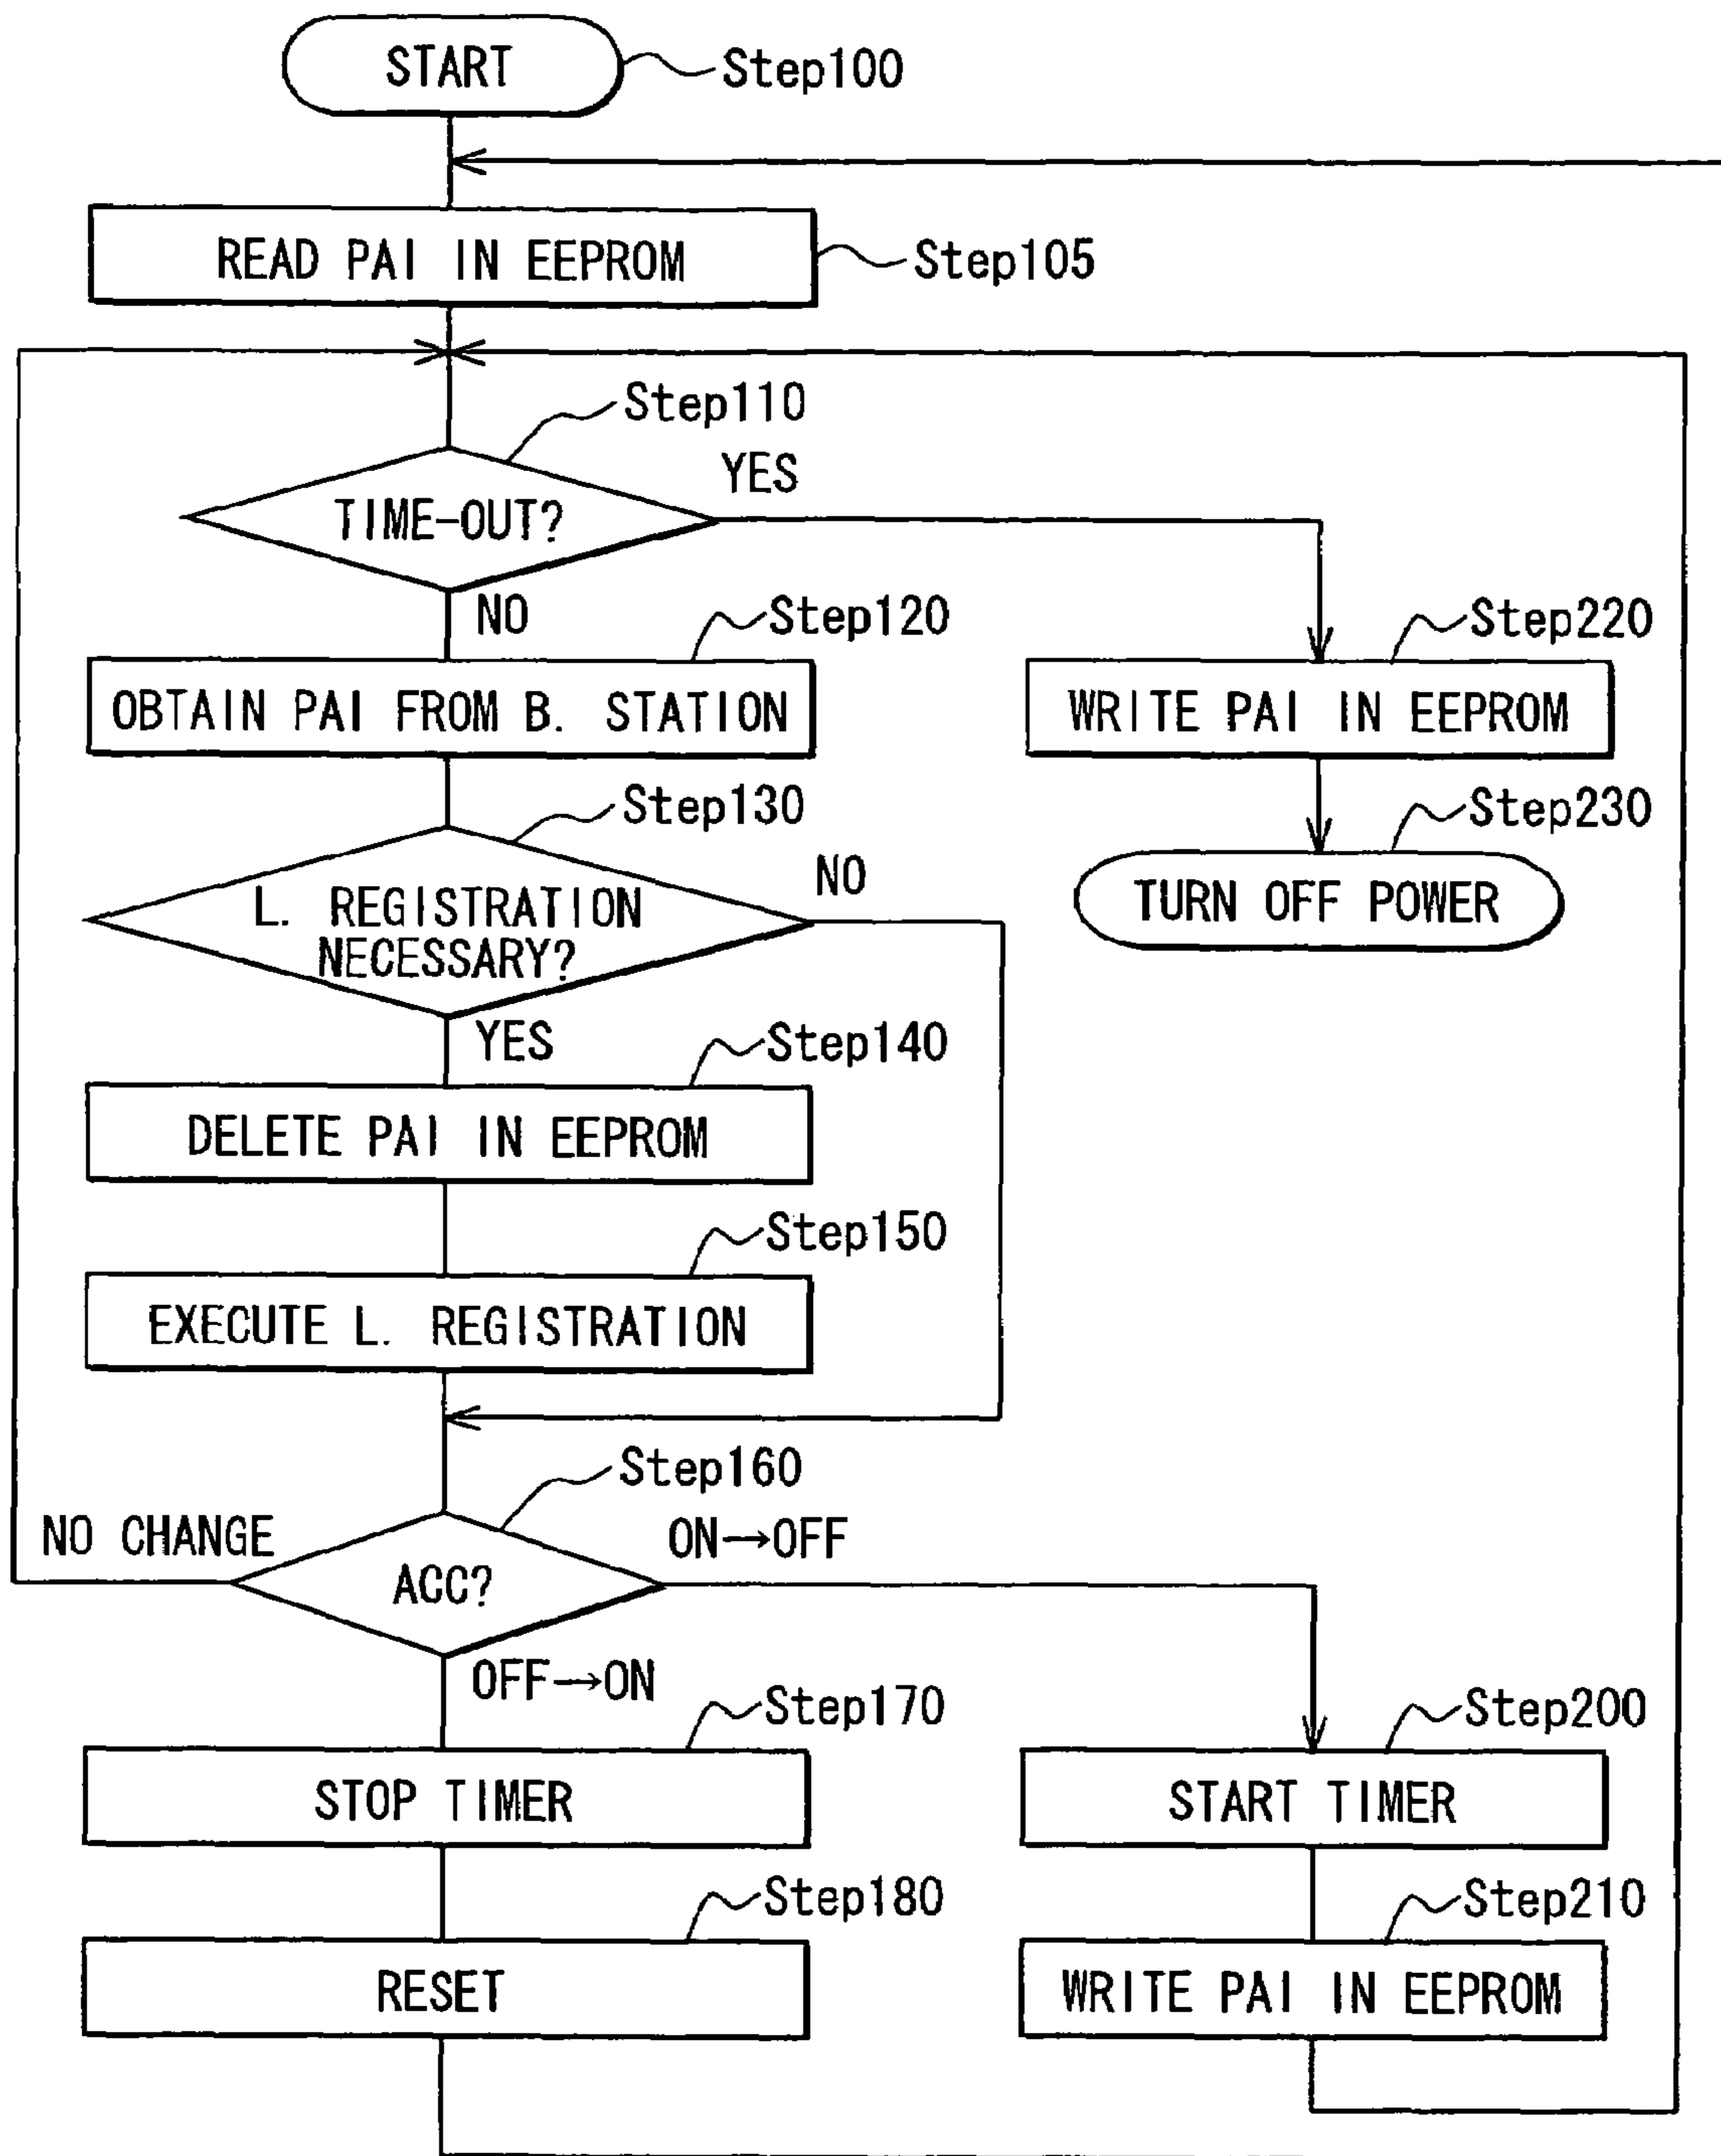 START
Step100
READ PAI IN EEPROM
Step105
Step110
TIME-OUT?
YES
NO
Step120
OBTAIN PAI FROM B. STATION
Step220
WRITE PAI IN EEPROM
Step130
L. REGISTRATION
NECESSARY?
NO
Step230
TURN OFF POWER
YES
Step140
DELETE PAI IN EEPROM
Step150
EXECUTE L. REGISTRATION
Step160
NO CHANGE
ACC?
ON→OFF
OFF→ON
Step170
STOP TIMER
Step200
START TIMER
Step180
RESET
Step210
WRITE PAI IN EEPROM